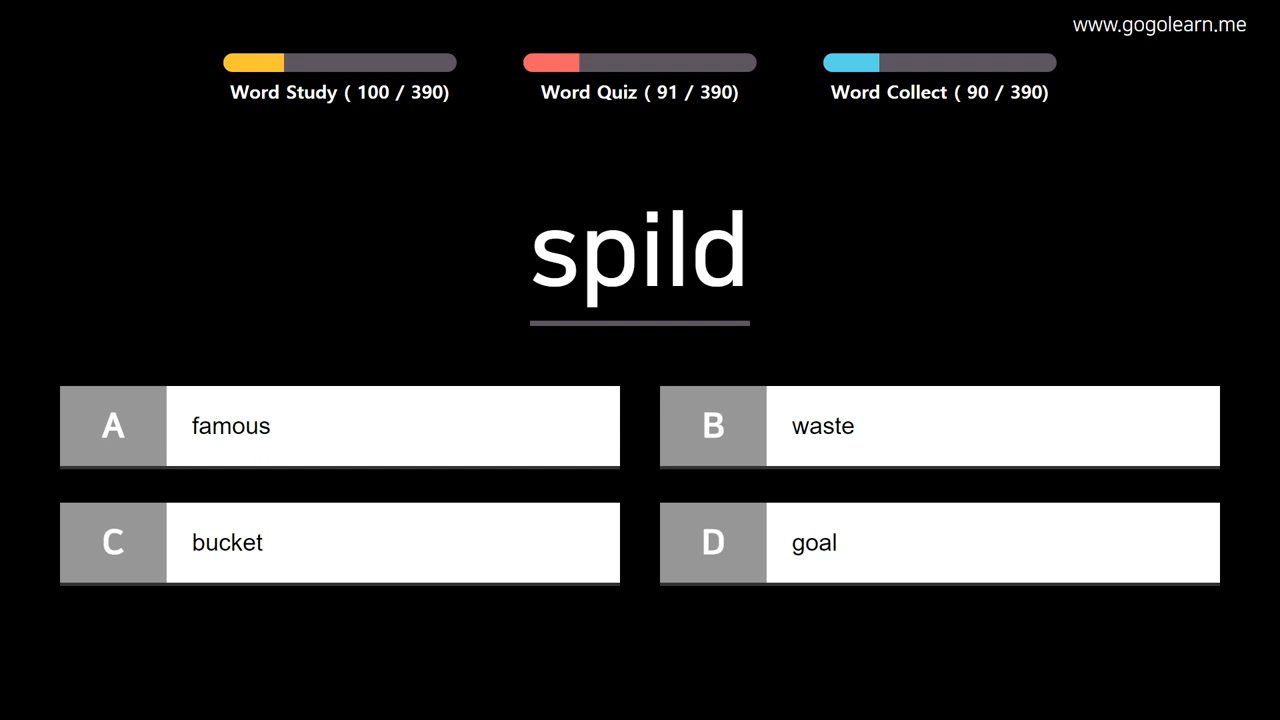 www.gogolearn.me
Word Study ( 100 / 390)
Word Quiz ( 91 / 390)
Word Collect ( 90 / 390)
spild
A famous
B waste
C bucket
D goal